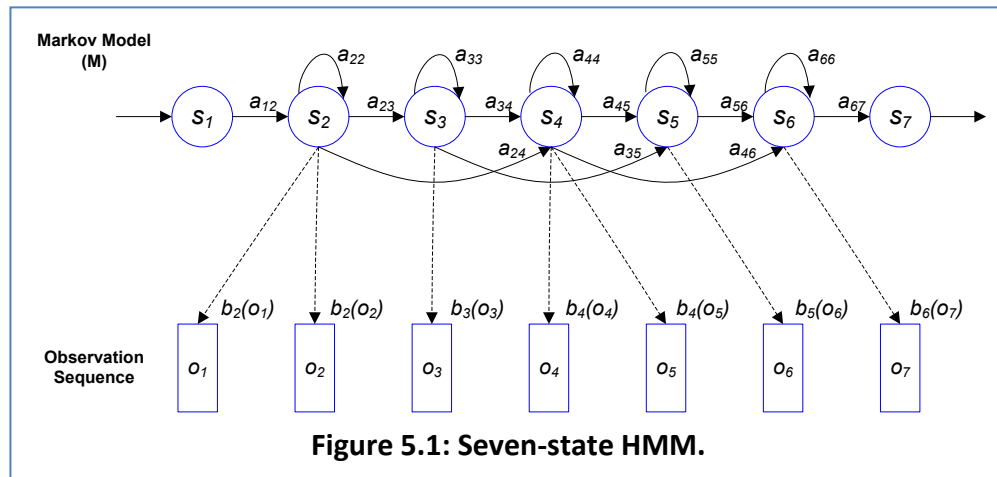 Markov Model
(M)
a22 a33 a44 a55 a66
s1 a12 s2 a23 s3 a34 s4 a45 s5 a56 s6 a67 s7
a24 a35 a46
b2(o1) b2(o2) b3(o3) b4(o4) b4(o5) b5(o6) b6(o7)
Observation
Sequence
o1 o2 o3 o4 o5 o6 o7
Figure 5.1: Seven-state HMM.